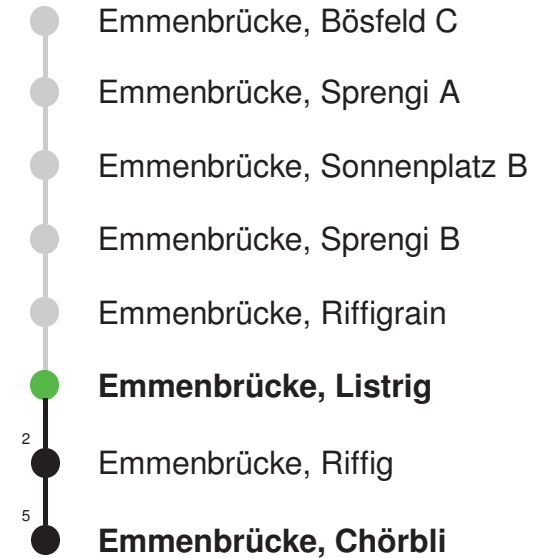 Emmenbrücke, Bösfeld C
Emmenbrücke, Sprengi A
Emmenbrücke, Sonnenplatz B
Emmenbrücke, Sprengi B
Emmenbrücke, Riffigrain
Emmenbrücke, Listrig
2
Emmenbrücke, Riffig
5
Emmenbrücke, Chörbli